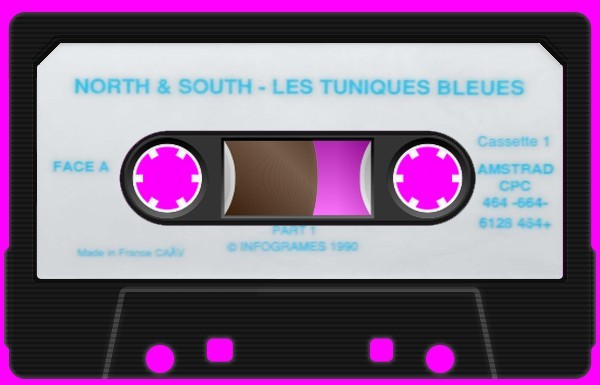 NORTH & SOUTH - LES TUNIQUES BLEUES
Cassette 1
FACE A
AMSTRAD
CPC
464 -664-
6128 464+
PART 1
© INFOGRAMES 1990
Made in France